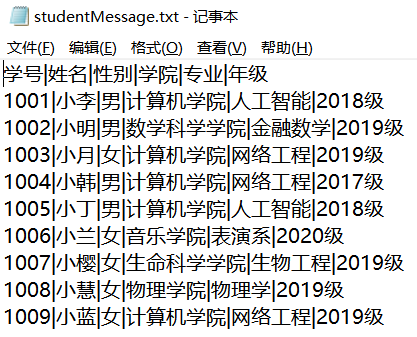 studentMessage.txt - 记事本
文件(F) 编辑(E) 格式(O) 查看(V) 帮助(H)
学号|姓名|性别|学院|专业|年级
1001|小李|男|计算机学院|人工智能|2018级
1002|小明|男|数学科学学院|金融数学|2019级
1003|小月|女|计算机学院|网络工程|2019级
1004|小韩|男|计算机学院|网络工程|2017级
1005|小丁|男|计算机学院|人工智能|2018级
1006|小兰|女|音乐学院|表演系|2020级
1007|小樱|女|生命科学学院|生物工程|2019级
1008|小慧|女|物理学院|物理学|2019级
1009|小蓝|女|计算机学院|网络工程|2019级